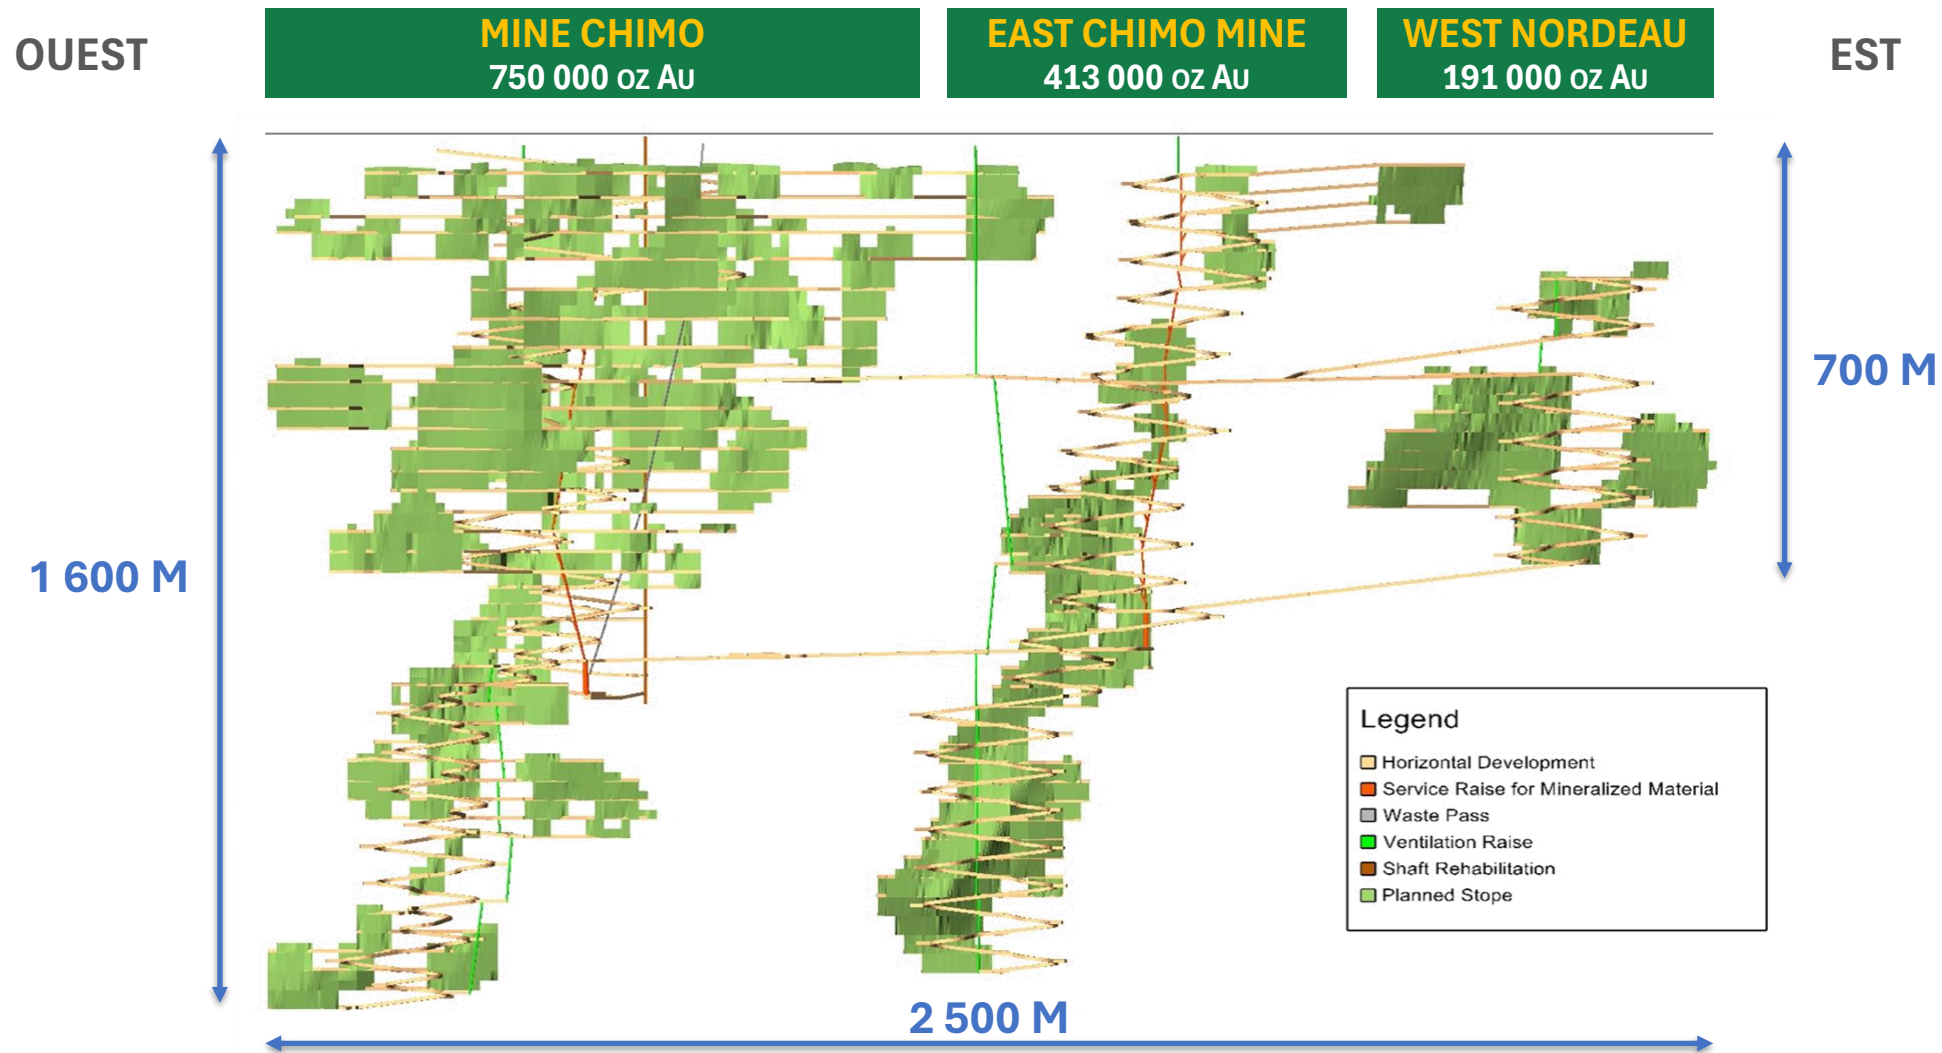 OUEST
MINE CHIMO
750 000 OZ AU
EAST CHIMO MINE
413 000 OZ AU
WEST NORDEAU
191 000 OZ AU
EST
1 600 M
700 M
Legend
Horizontal Development
Service Raise for Mineralized Material
Waste Pass
Ventilation Raise
Shaft Rehabilitation
Planned Stope
2 500 M